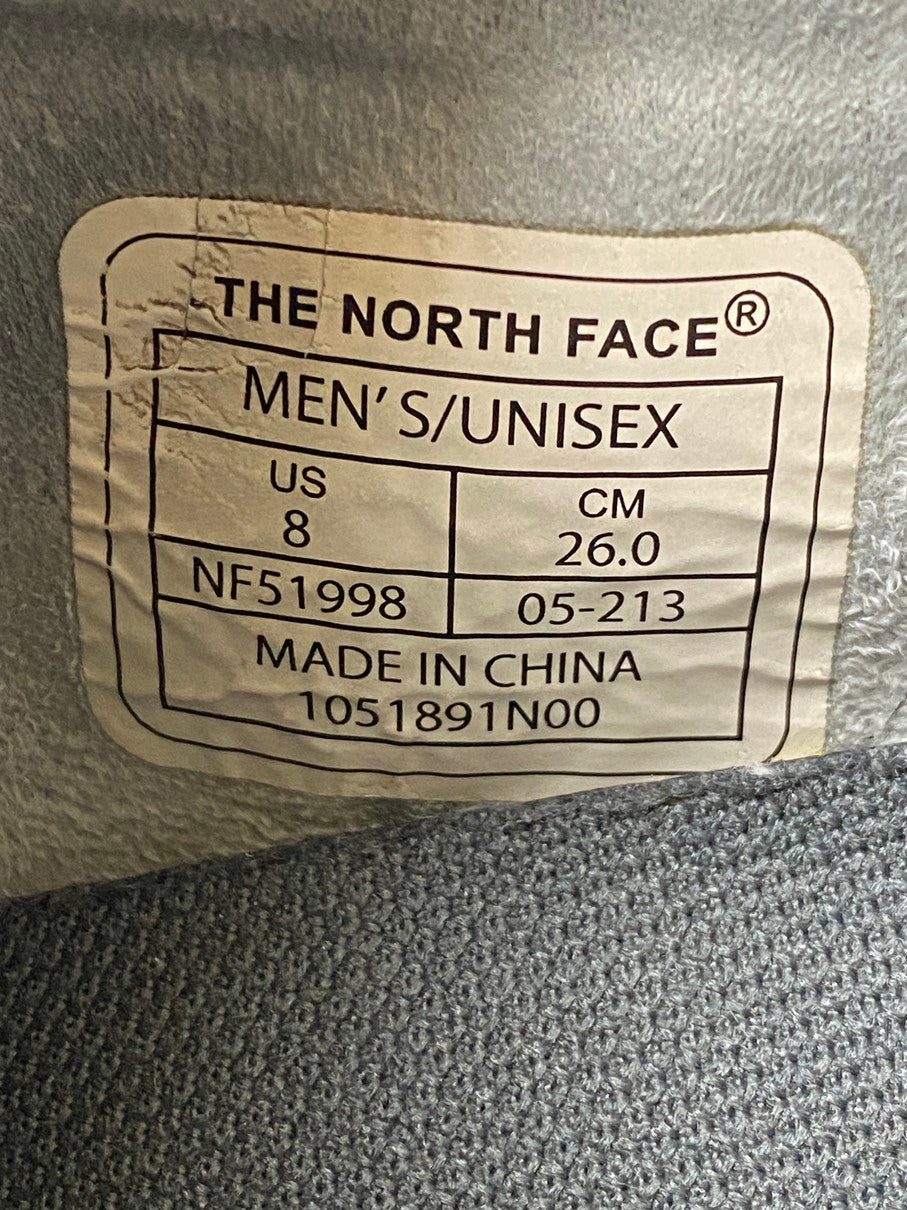 THE NORTH FACE®
MEN'S/UNISEX
US CM
8 26.0
NF51998 05-213
MADE IN CHINA
1051891N00